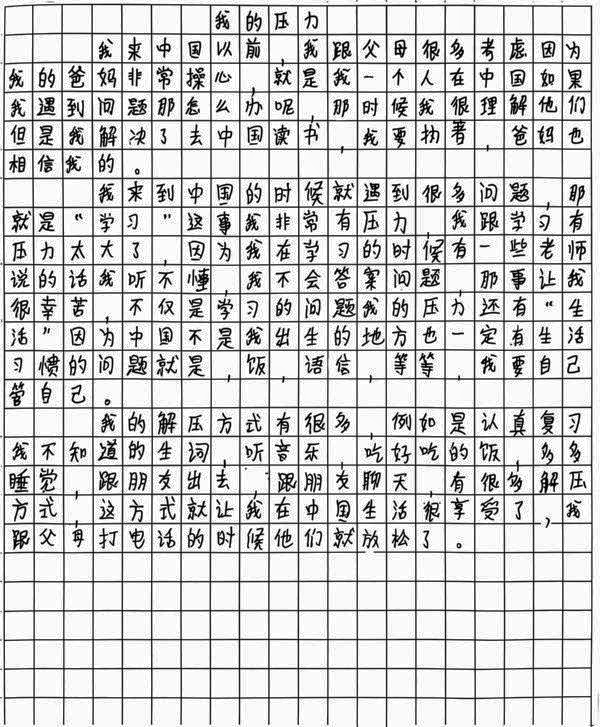 我的压力
我来中国以前，我跟父母很多考虑因为
我的爸妈非常操心，就是我一个人在中国如果
我遇到问题那怎么办呢，那时候我很理解他们
但是我解决了去中国读书，我要抅著，爸妈也
相信我的。
我来到中国的时候就遇到很多问题，那
就是“学习”这事我非常有压力，我跟学习有
压力太大了，因为我在学习的时候有一些老师
说的话我听不懂，我不会答案问题，那事让我
很幸苦，不仅是学习的问题我的压力还有“生
活”因为中国不是我出生的地方也一定有生活
习惯的问题就是，饭，语信，等等，我要自己
管自己。
我的解压方式有很多，例如是认真复习
我不知道的生词，听音乐，吃好吃的饭，多多
睡觉，跟朋友出去，跟朋友聊天，有很多解压
方式，这方式就让我在中国生活很享受了，我
跟父母打电话的时候他们就放松了。